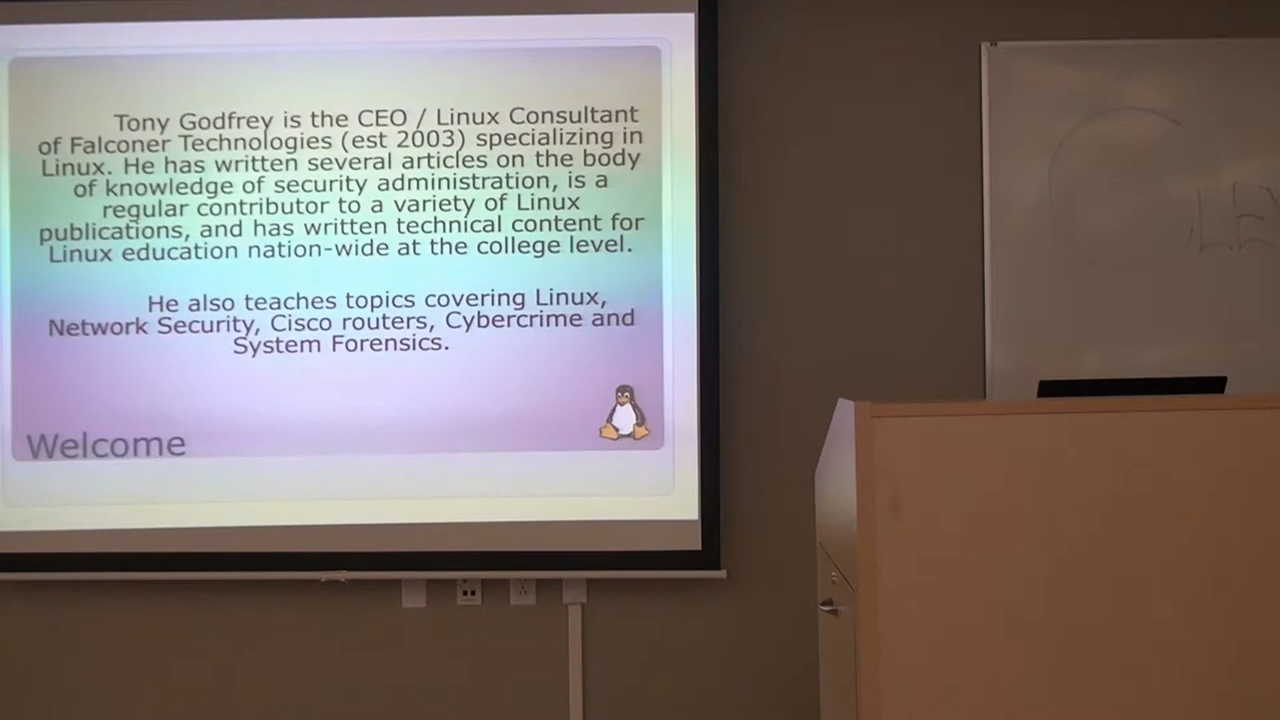 Tony Godfrey is the CEO / Linux Consultant
of Falconer Technologies (est 2003) specializing in
Linux. He has written several articles on the body
of knowledge of security administration, is a
regular contributor to a variety of Linux
publications, and has written technical content for
Linux education nation-wide at the college level.
He also teaches topics covering Linux,
Network Security, Cisco routers, Cybercrime and
System Forensics.
Welcome